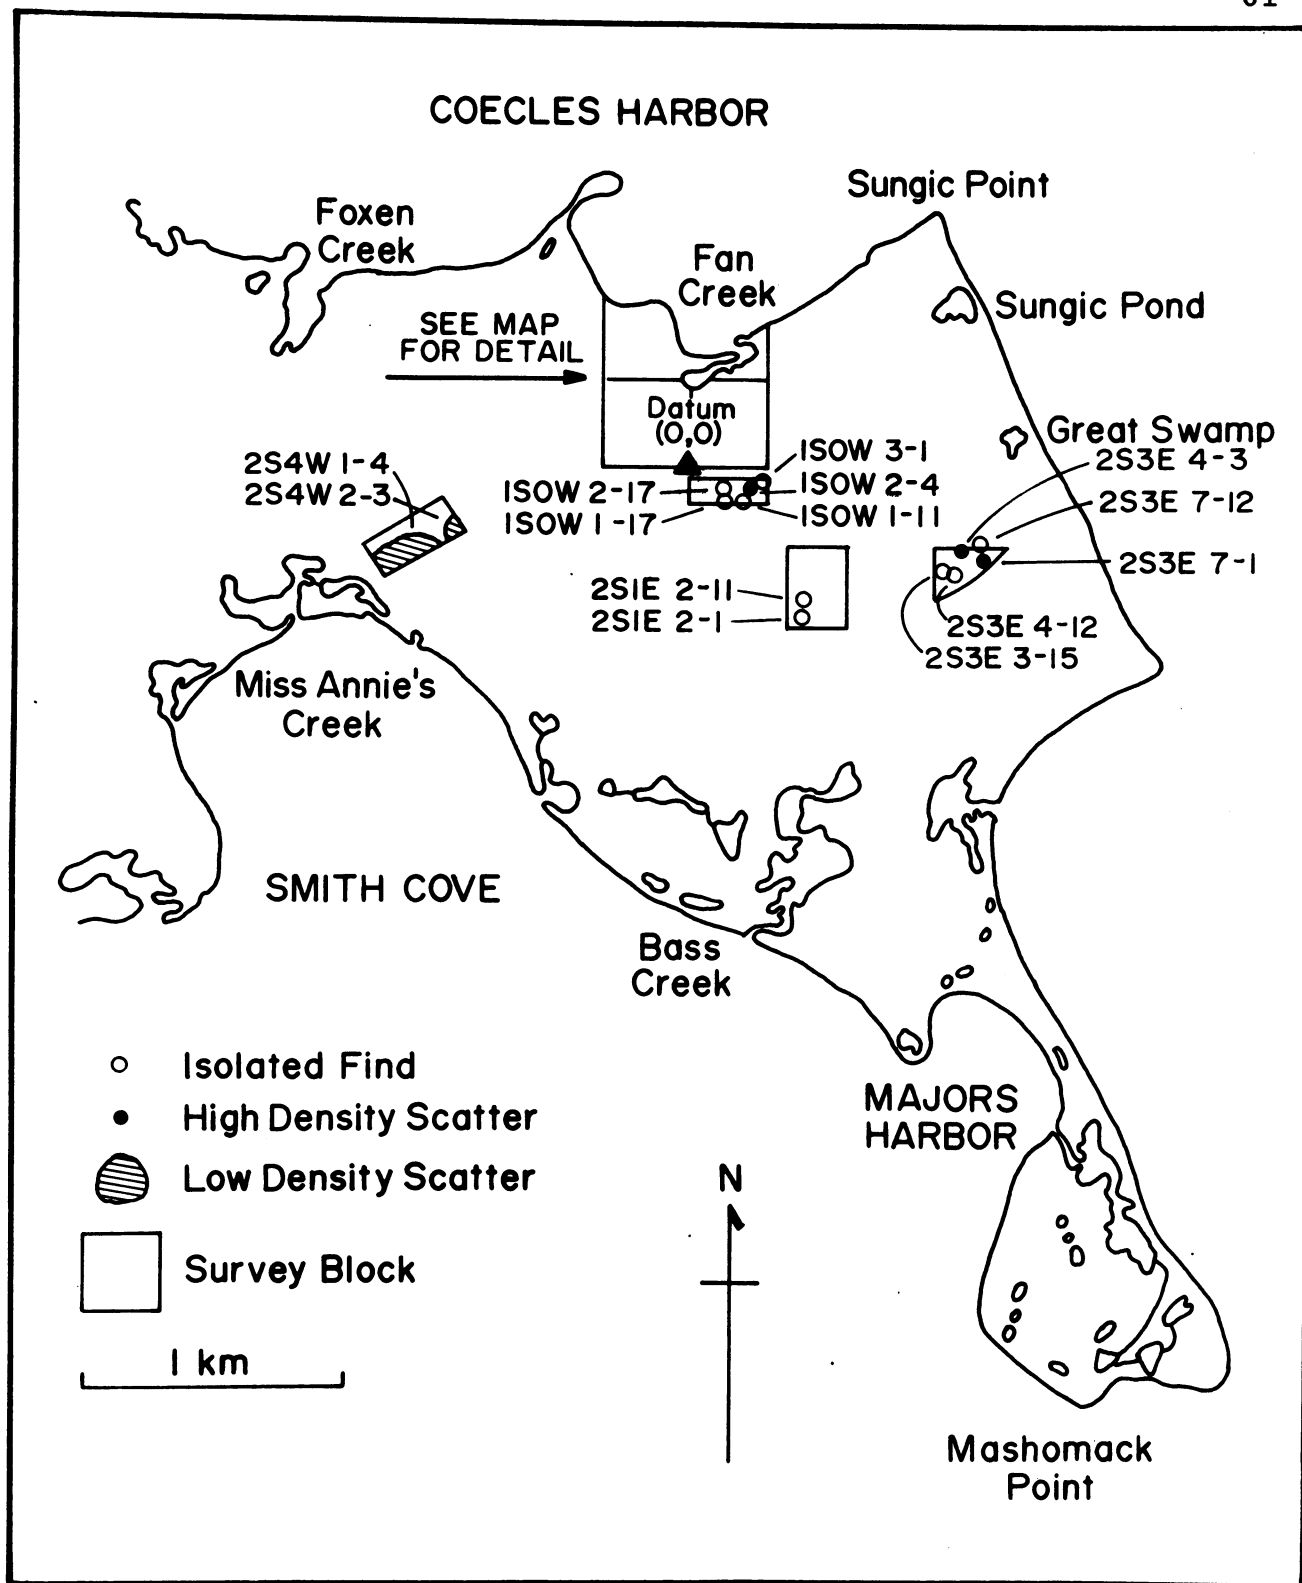 COECLES HARBOR
Sungic Point
Foxen
Creek
Fan
Creek
Sungic Pond
SEE MAP
FOR DETAIL
Datum
(0,0)
Great Swamp
ISOW 3-1
2S3E 4-3
2S4W 1-4
2S4W 2-3
ISOW 2-17
ISOW 2-4
2S3E 7-12
ISOW 1-17
ISOW 1-11
2S3E 7-1
2S1E 2-11
2S1E 2-1
2S3E 4-12
2S3E 3-15
Miss Annie's
Creek
SMITH COVE
Bass
Creek
Isolated Find
High Density Scatter
Low Density Scatter
Survey Block
1 km
MAJORS
HARBOR
N
Mashomack
Point